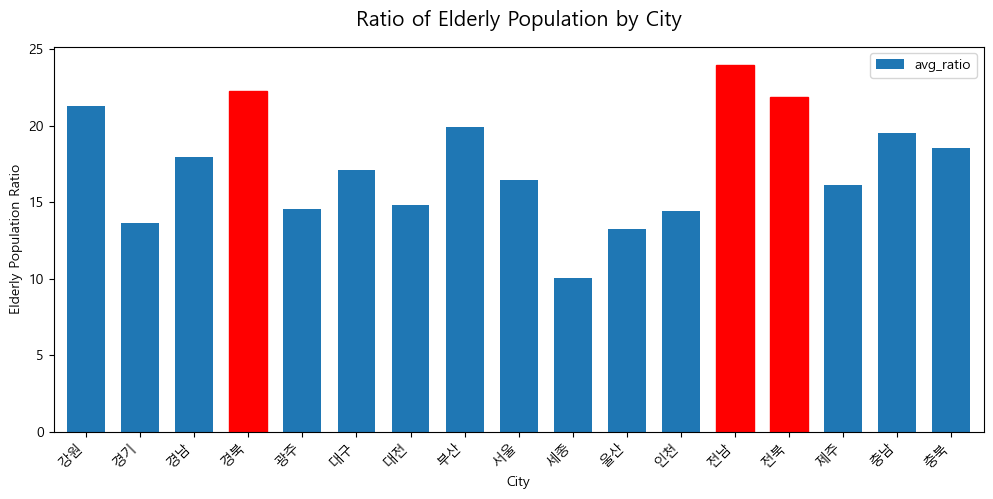 Ratio of Elderly Population by City
avg_ratio
Elderly Population Ratio
25
20
15
10
5
0
강원
경기
경남
경북
광주
대구
대전
부산
서울
세종
울산
인천
전남
전북
제주
충남
충북
City